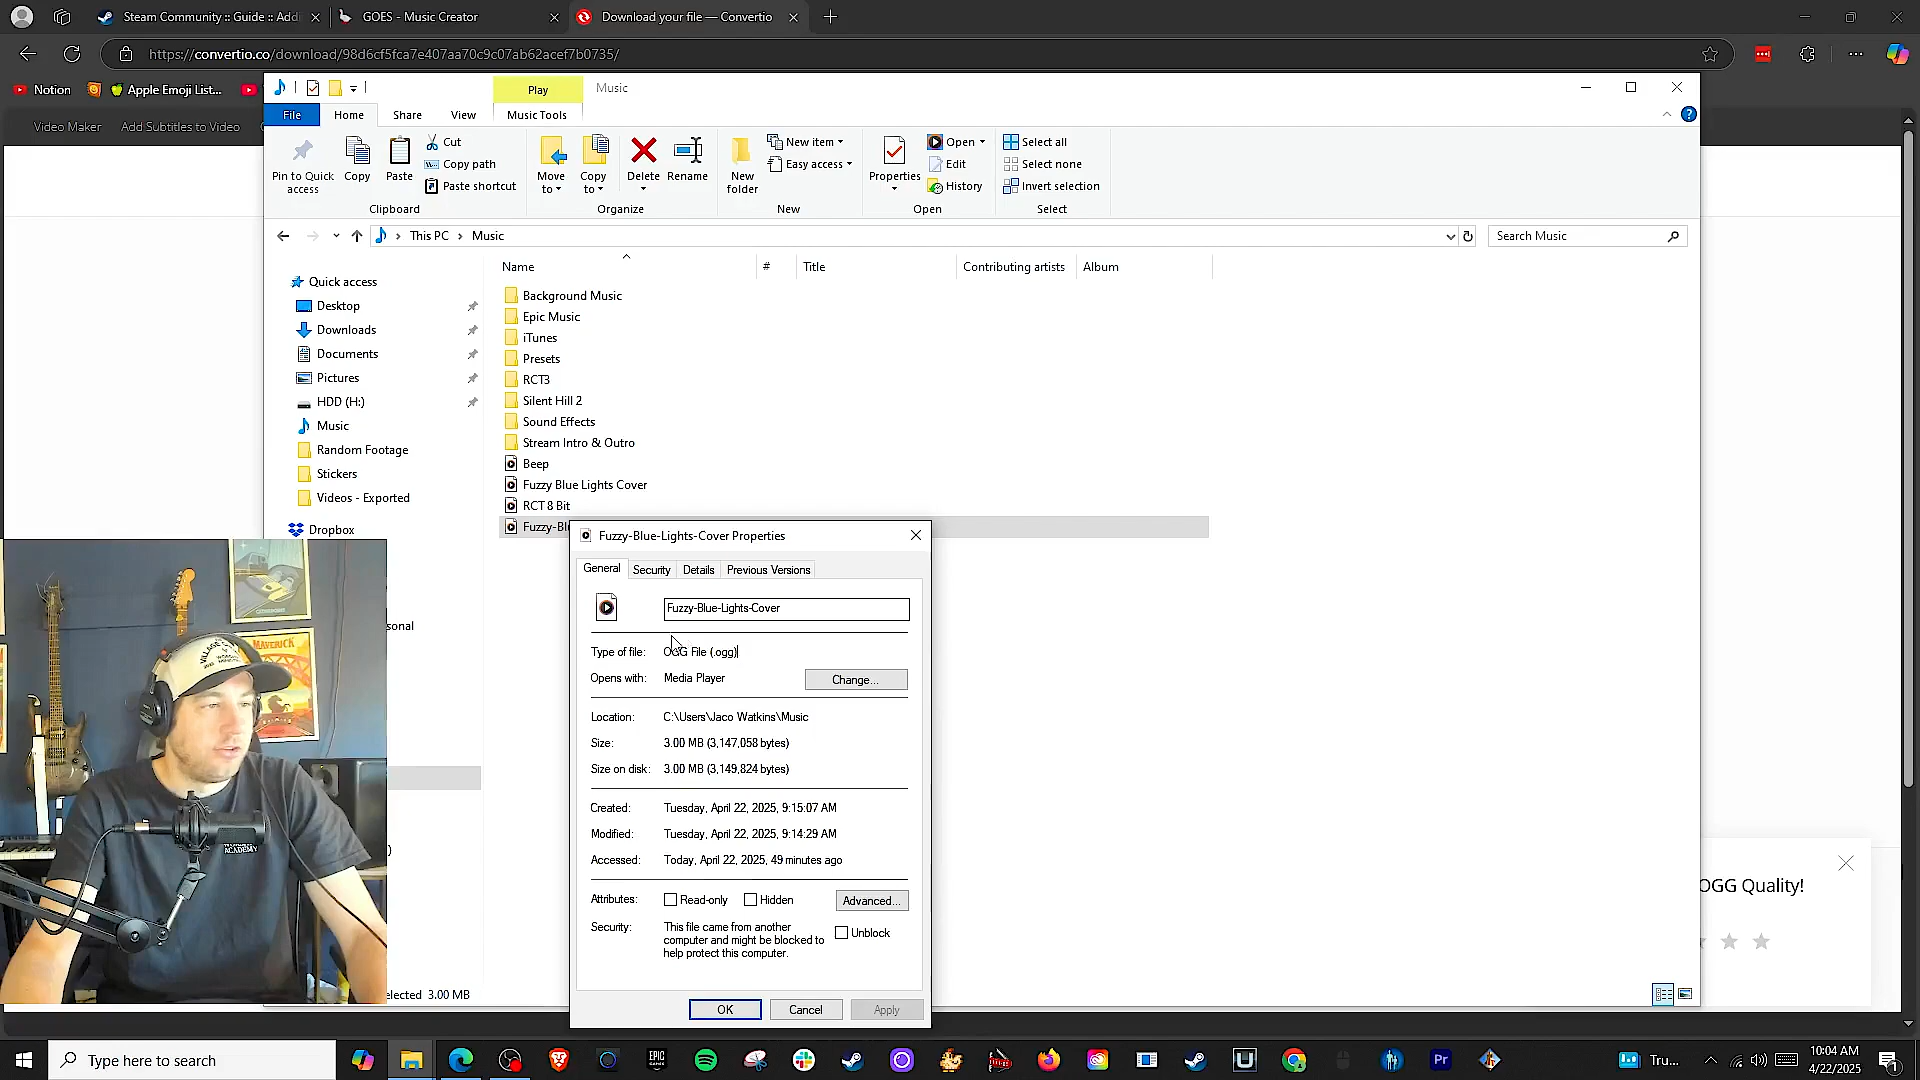 Steam Community :: Guide :: Addi
GOES - Music Creator
Download your file — Convertio
https://convertio.co/download/98d6cf5fca7e407aa70c9c07ab62acef7b0735/
Notion
Apple Emoji List...
Video Maker
Add Subtitles to Video
Play
Music
File
Home
Share
View
Music Tools
Pin to Quick access
Copy
Paste
Cut
Copy path
Paste shortcut
Move to
Copy to
Delete
Rename
New folder
New item
Easy access
Properties
Open
Edit
History
Select all
Select none
Invert selection
Clipboard
Organize
New
Open
Select
This PC
Music
Search Music
Name
#
Title
Contributing artists
Album
Quick access
Desktop
Downloads
Documents
Pictures
HDD (H:)
Music
Random Footage
Stickers
Videos - Exported
Dropbox
sonal
Background Music
Epic Music
iTunes
Presets
RCT3
Silent Hill 2
Sound Effects
Stream Intro & Outro
Beep
Fuzzy Blue Lights Cover
RCT 8 Bit
Fuzzy-Bl
Fuzzy-Blue-Lights-Cover Properties
General
Security
Details
Previous Versions
Fuzzy-Blue-Lights-Cover
Type of file: OGG File (.ogg)
Opens with: Media Player
Change...
Location: C:\Users\Jaco Watkins\Music
Size: 3.00 MB (3,147,058 bytes)
Size on disk: 3.00 MB (3,149,824 bytes)
Created: Tuesday, April 22, 2025, 9:15:07 AM
Modified: Tuesday, April 22, 2025, 9:14:29 AM
Accessed: Today, April 22, 2025, 49 minutes ago
Attributes: Read-only Hidden Advanced...
Security: This file came from another
computer and might be blocked to
help protect this computer.
Unblock
OK
Cancel
Apply
elected 3.00 MB
OGG Quality!
MAVERICK
ACADEMY
Type here to search
EPIC GAMES
Pr
Tru...
10:04 AM
4/22/2025
1